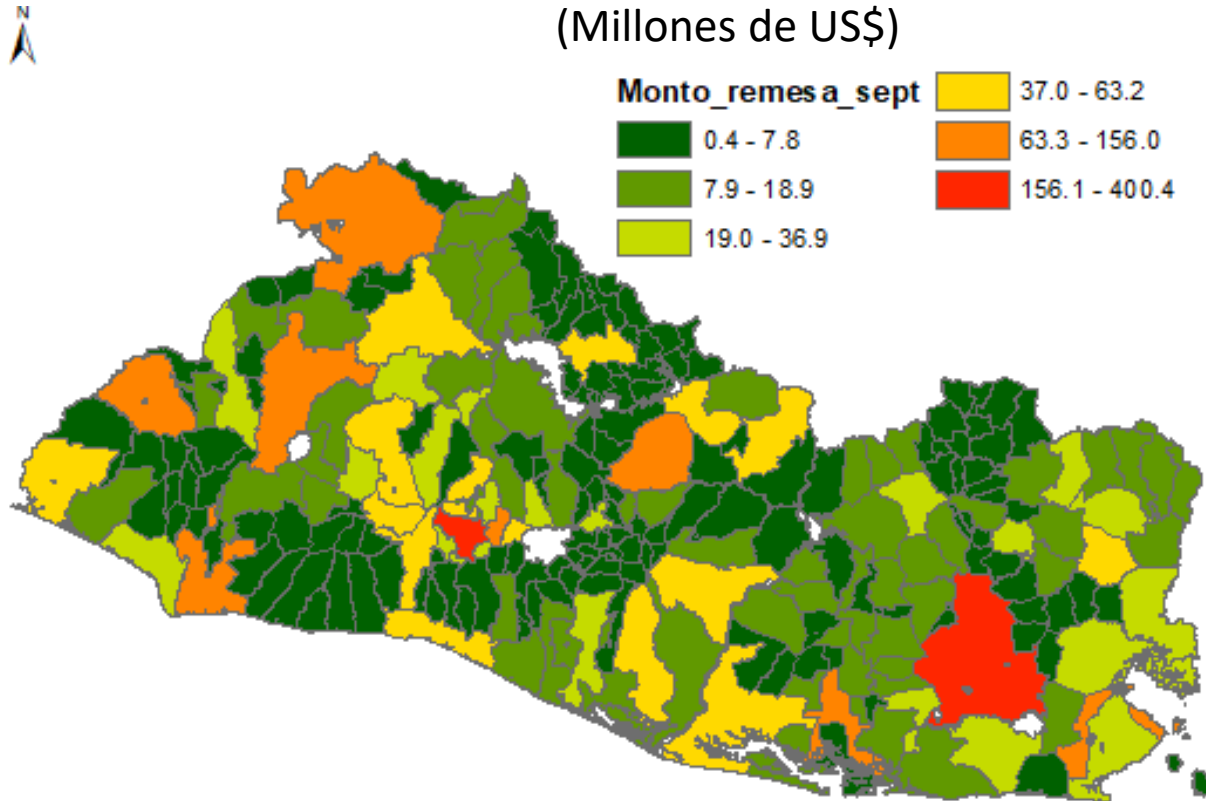 N
(Millones de US$)
Monto_remesa_sept
0.4 - 7.8
7.9 - 18.9
19.0 - 36.9
37.0 - 63.2
63.3 - 156.0
156.1 - 400.4